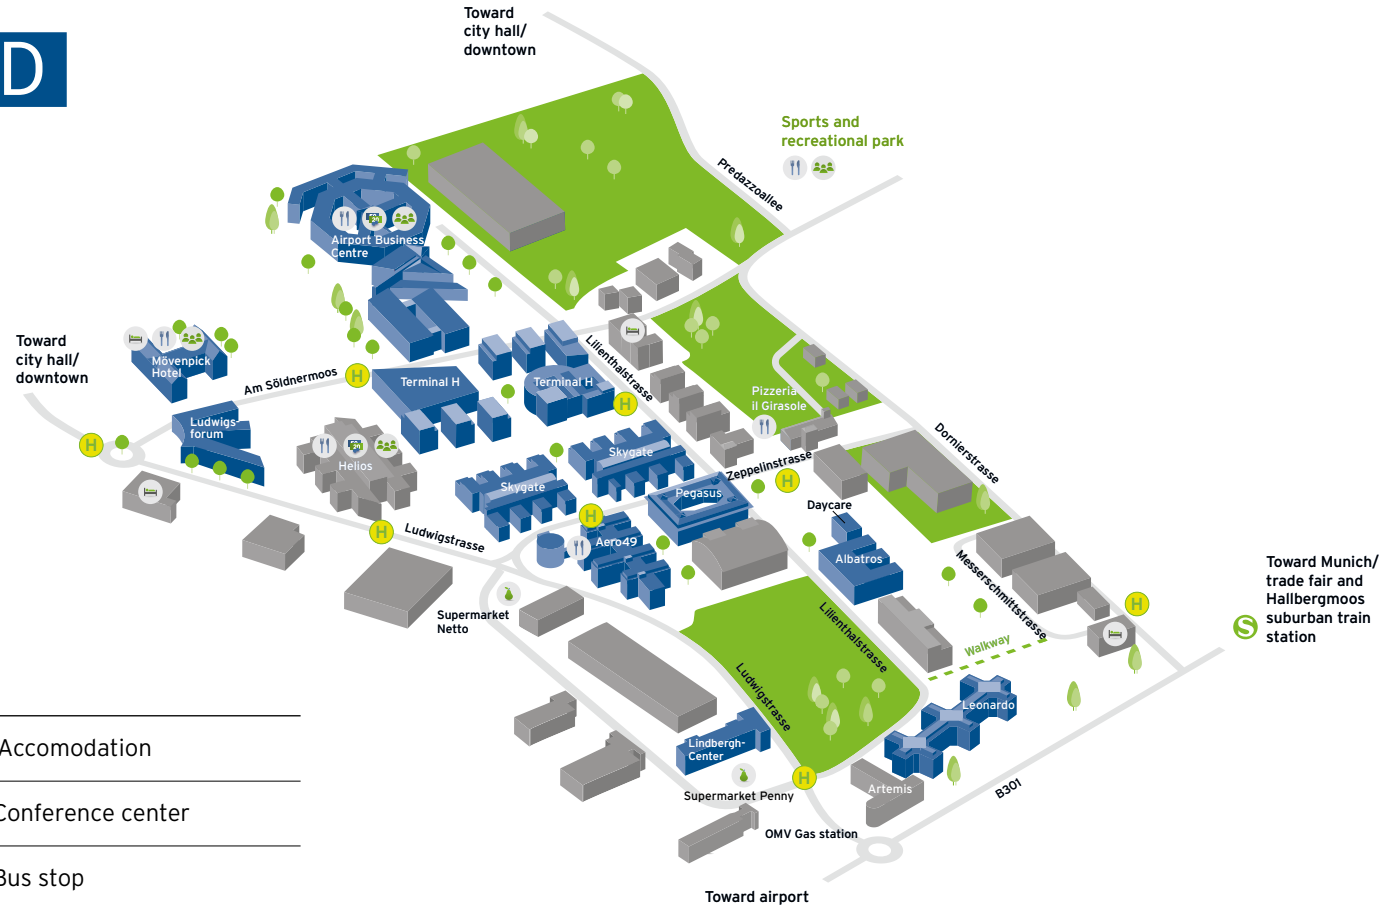 Toward
city hall/
downtown
D
Sports and
recreational park
Predazzoallee
Airport Business
Centre
Toward
city hall/
downtown
Mövenpick
Hotel
Am Söldnermoos
H
Terminal H
Terminal H
Lilienthalstrasse
H
Pizzeria
il Girasole
Ludwigs-
forum
H
Helios
Skygate
Skygate
Zeppelinstrasse
H
Dornierstrasse
Pegasus
Daycare
H
Ludwigstrasse
H
Aero49
Albatros
Messerschmittstrasse
Toward Munich/
trade fair and
Hallbergmoos
suburban train
station
S
H
Supermarket
Netto
Lilienthalstrasse
Walkway
Ludwigstrasse
Leonardo
Lindbergh-
Center
H
Supermarket Penny
Artemis
B301
OMV Gas station
Toward airport
Accomodation
Conference center
Bus stop